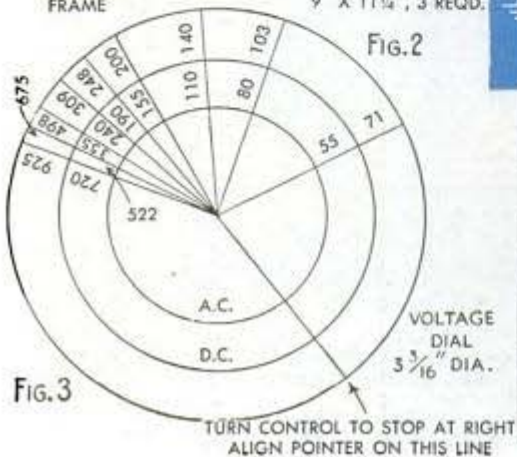 FRAME
9" X 11¼", 3 REQD.
FIG. 2
675
925
498
309
248
200
140
103
71
720
335
240
190
155
110
80
55
522
A.C.
D.C.
VOLTAGE
DIAL
3 3/16" DIA.
FIG. 3
TURN CONTROL TO STOP AT RIGHT
ALIGN POINTER ON THIS LINE